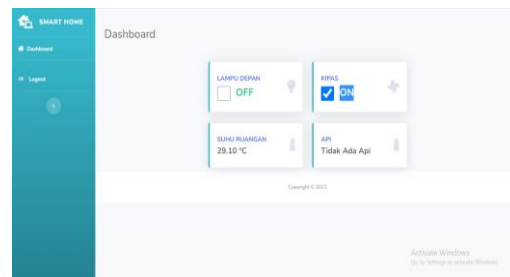 SMART HOME
Dashboard
Dashboard
Logout
LAMPU DEPAN
OFF
KIPAS
ON
SUHU RUANGAN
29.10 °C
API
Tidak Ada Api
Copyright © 2021
Activate Windows
Go to Settings to activate Windows.